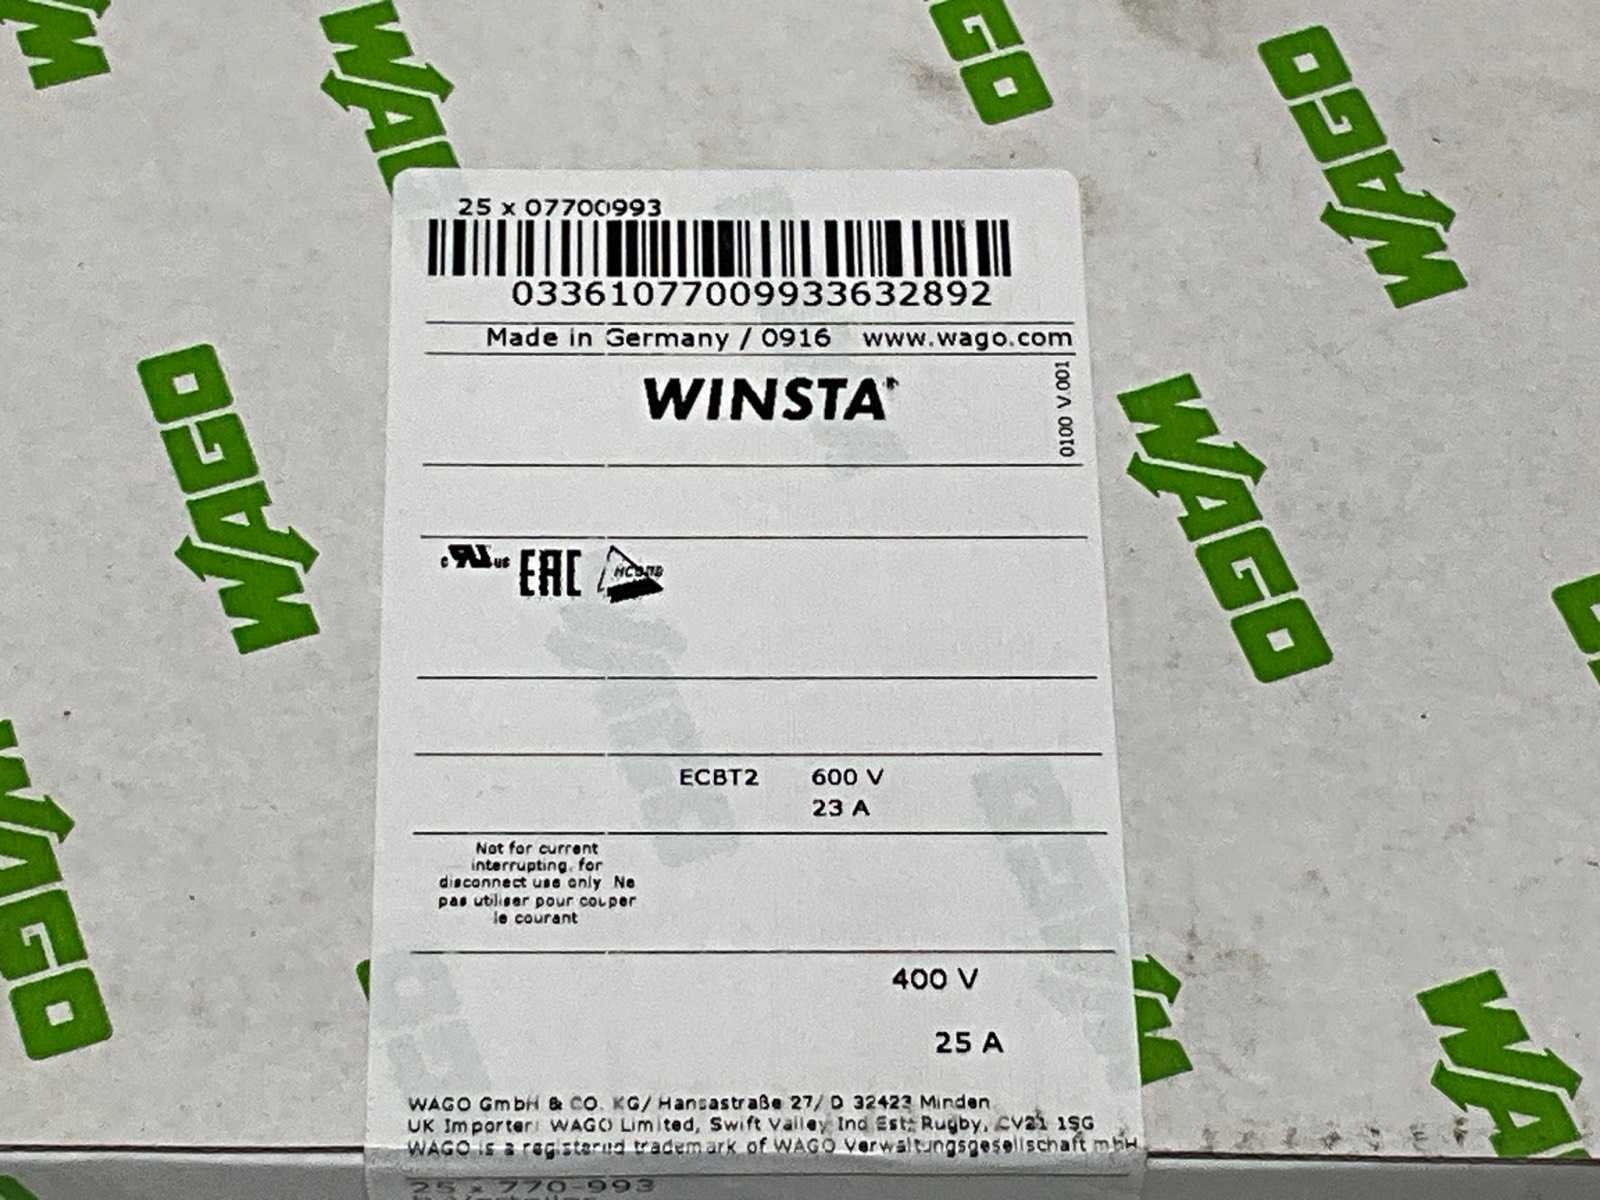 25 x 07700993
03361077009933632892
Made in Germany / 0916 www.wago.com
WINSTA®
0100 V.001
c RU us EAC
ECBT2 600 V
23 A
Not for current
interrupting, for
disconnect use only Ne
pas utiliser pour couper
le courant
400 V
25 A
WAGO GmbH & CO. KG/ Hansastraße 27/ D 32423 Minden
UK Importer: WAGO Limited, Swift Valley Ind Est: Rugby, CV21 1SG
WAGO is a registered trademark of WAGO Verwaltungsgesellschaft mbH
25 x 770-993
WAGO
WAGO
WAGO
WAGO
WAGO